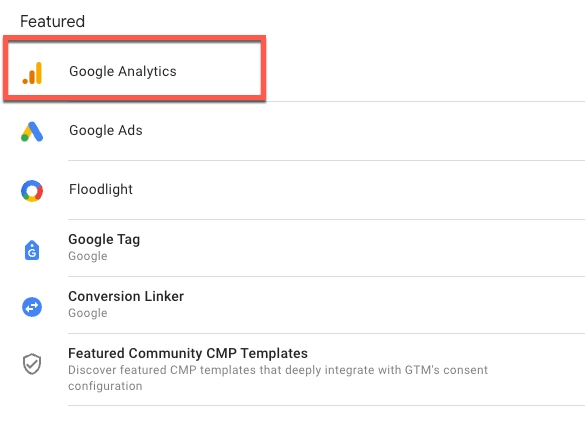 Featured
Google Analytics
Google Ads
Floodlight
Google Tag
Google
Conversion Linker
Google
Featured Community CMP Templates
Discover featured CMP templates that deeply integrate with GTM's consent
configuration